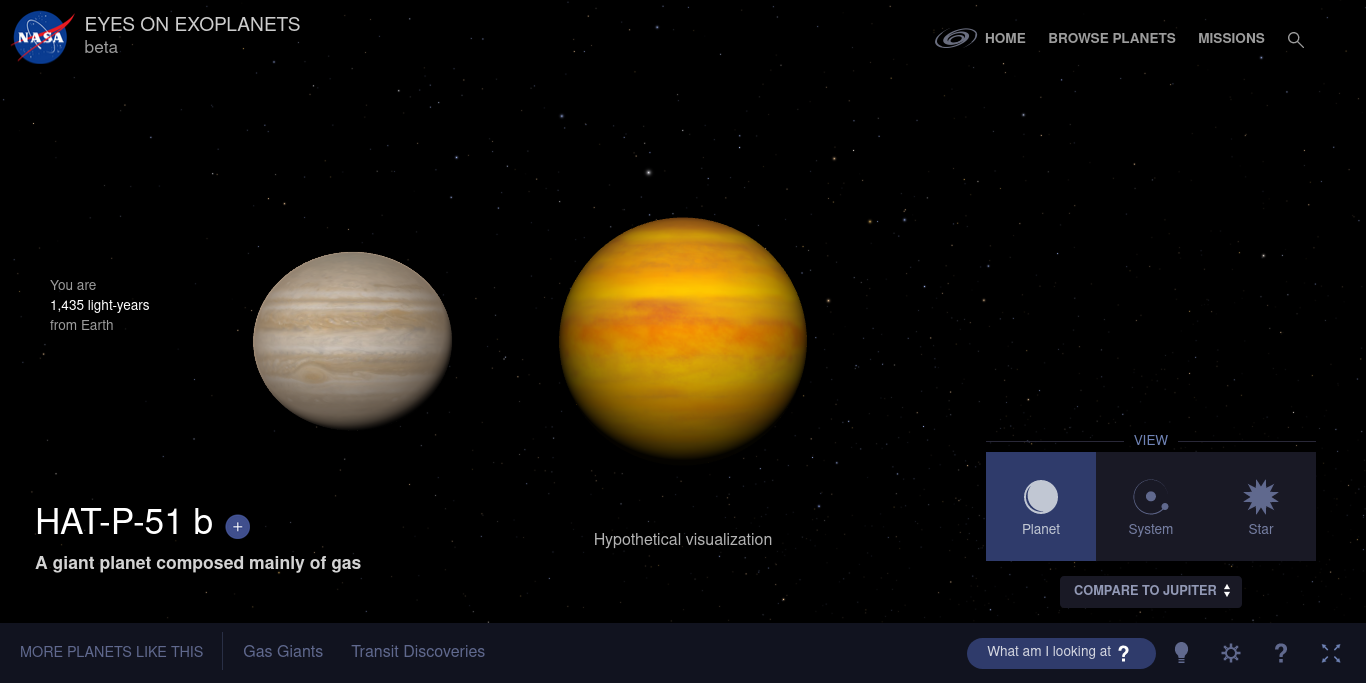 NASA
EYES ON EXOPLANETS
beta
HOME
BROWSE PLANETS
MISSIONS
You are
1,435 light-years
from Earth
HAT-P-51 b +
A giant planet composed mainly of gas
Hypothetical visualization
VIEW
Planet
System
Star
COMPARE TO JUPITER
MORE PLANETS LIKE THIS
Gas Giants
Transit Discoveries
What am I looking at ?
?